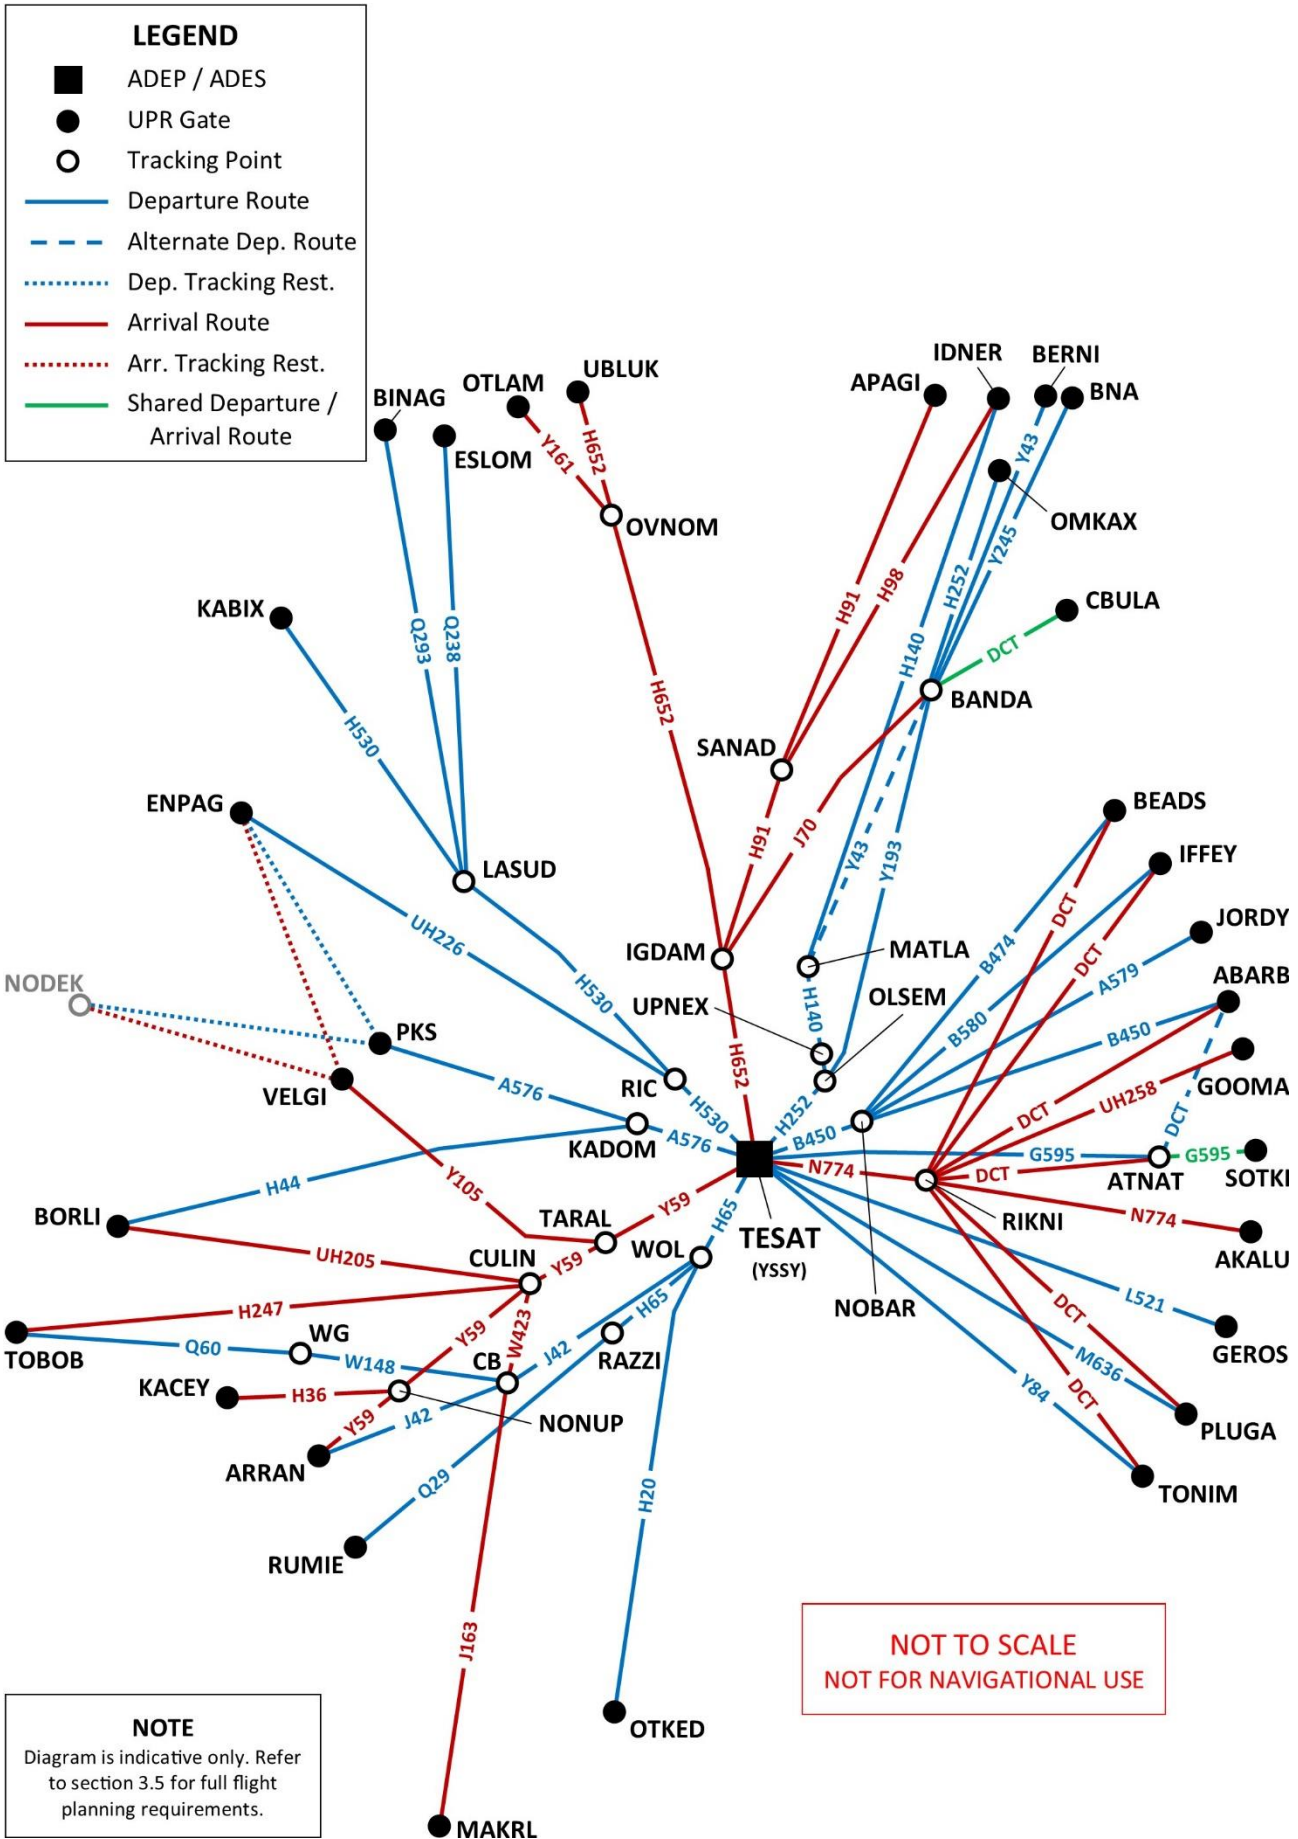 LEGEND
ADEP / ADES
UPR Gate
Tracking Point
Departure Route
Alternate Dep. Route
Dep. Tracking Rest.
Arrival Route
Arr. Tracking Rest.
Shared Departure /
Arrival Route
UBLUK
OTLAM
BINAG
ESLOM
IDNER
BERNI
APAGI
BNA
Y161
H652
Y43
OVNOM
OMKAX
H252
Y245
KABIX
Q293
Q238
H91
H98
CBULA
H140
DCT
H652
BANDA
H530
SANAD
ENPAG
LASUD
H91
J70
Y43
Y193
BEADS
IFFEY
UH226
DCT
JORDY
IGDAM
MATLA
B474
DCT
A579
ABARB
NODEK
H530
UPNEX
H140
OLSEM
B580
B450
PKS
VELGI
A576
RIC
H652
GOOMA
UH258
DCT
DCT
KADOM
A576
H530
H252
B450
G595
N774
DCT
ATNAT
G595
SOTKI
H44
Y105
BORLI
TARAL
Y59
H65
TESAT
(YSSY)
RIKNI
N774
AKALU
UH205
CULIN
Y59
WOL
NOBAR
L521
H247
H65
DCT
GEROS
TOBOB
Q60
WG
W148
Y59
W423
CB
J42
RAZZI
M636
KACEY
H36
Y84
DCT
Y59
J42
NONUP
PLUGA
ARRAN
Q29
H20
TONIM
RUMIE
J163
NOT TO SCALE
NOT FOR NAVIGATIONAL USE
OTKED
NOTE
Diagram is indicative only. Refer
to section 3.5 for full flight
planning requirements.
MAKRL